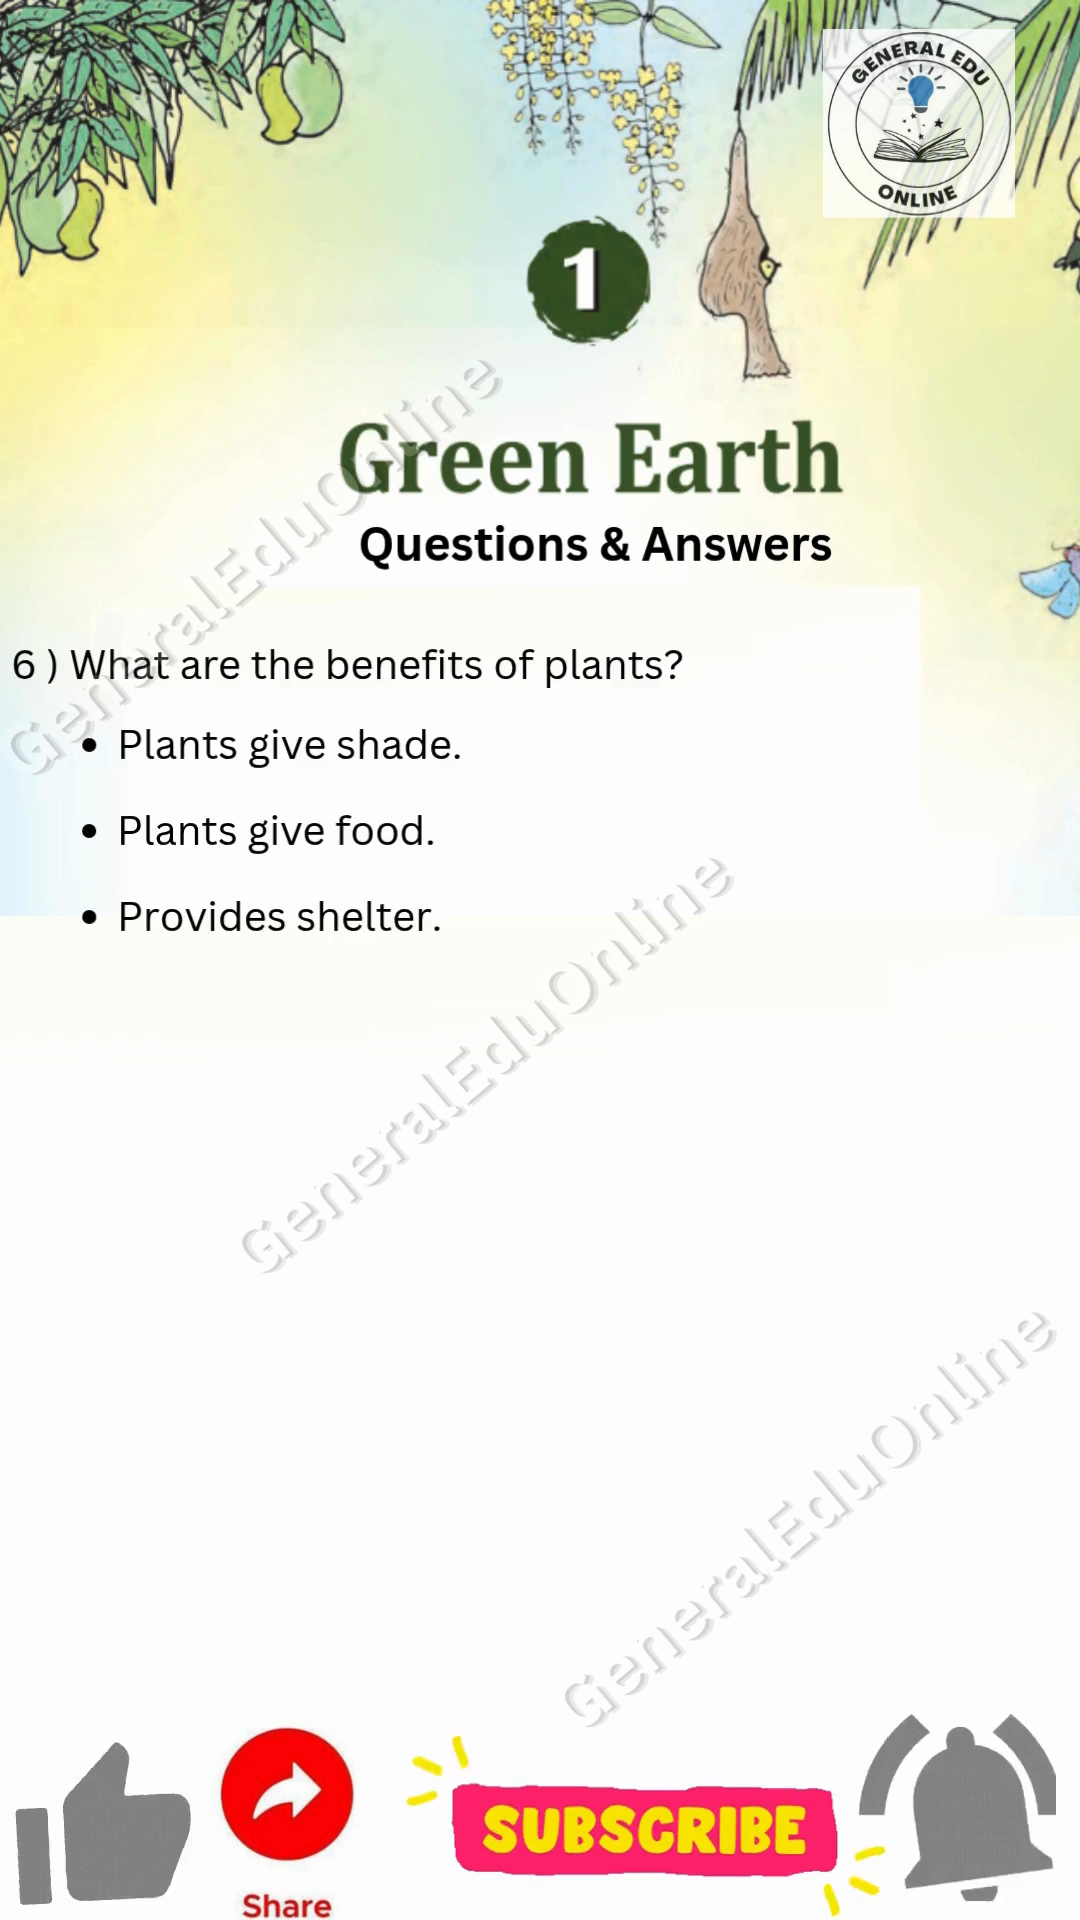 GENERAL EDU
ONLINE
1
Green Earth
Questions & Answers
6 ) What are the benefits of plants?
• Plants give shade.
• Plants give food.
• Provides shelter.
GeneralEduOnline
GeneralEduOnline
GeneralEduOnline
SUBSCRIBE
Share